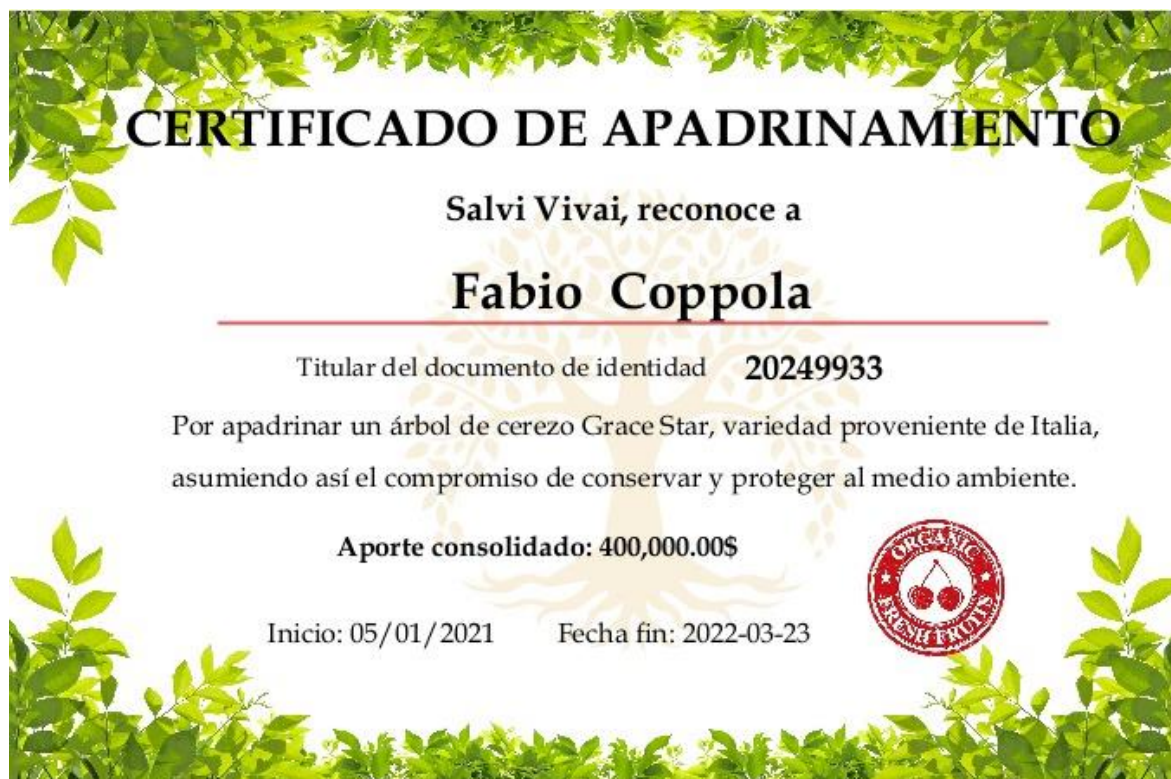 CERTIFICADO DE APADRINAMIENTO
Salvi Vivai, reconoce a
Fabio Coppola
Titular del documento de identidad 20249933
Por apadrinar un árbol de cerezo Grace Star, variedad proveniente de Italia,
asumiendo así el compromiso de conservar y proteger al medio ambiente.
Aporte consolidado: 400,000.00$
ORGANIC
FRESH FRUITS
Inicio: 05/01/2021 Fecha fin: 2022-03-23